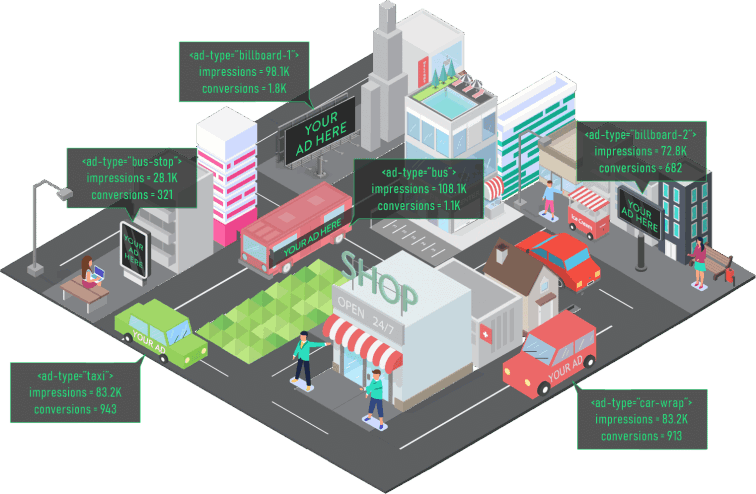 <ad-type="billboard-1">
impressions = 98.1K
conversions = 1.8K
YOUR
AD HERE
<ad-type="bus-stop">
impressions = 28.1K
conversions = 321
<ad-type="bus">
impressions = 108.1K
conversions = 1.1K
<ad-type="billboard-2">
impressions = 72.8K
conversions = 682
YOUR
AD HERE
Ice Cream
YOUR
AD HERE
YOUR AD HERE
SHOP
OPEN 24/7
YOUR AD
YOUR AD
<ad-type="taxi">
impressions = 83.2K
conversions = 943
<ad-type="car-wrap">
impressions = 83.2K
conversions = 913